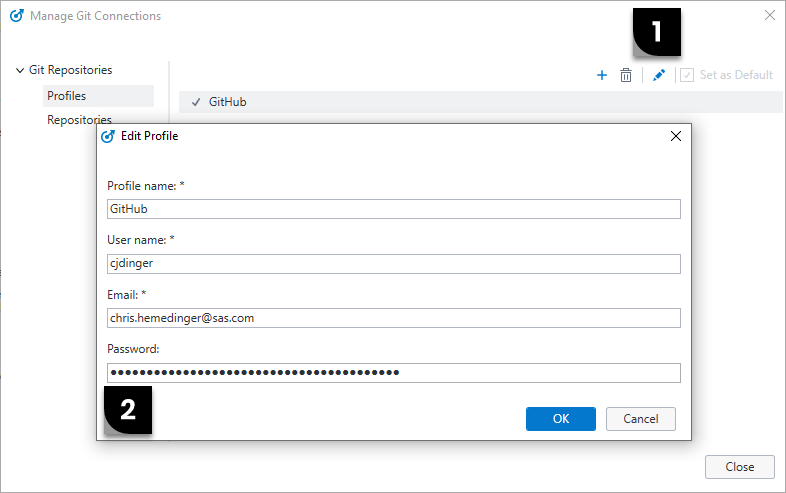 Manage Git Connections
1
Git Repositories
Set as Default
Profiles
GitHub
Repositories
Edit Profile
Profile name: *
GitHub
User name: *
cjdinger
Email: *
chris.hemedinger@sas.com
Password:
2
OK
Cancel
Close